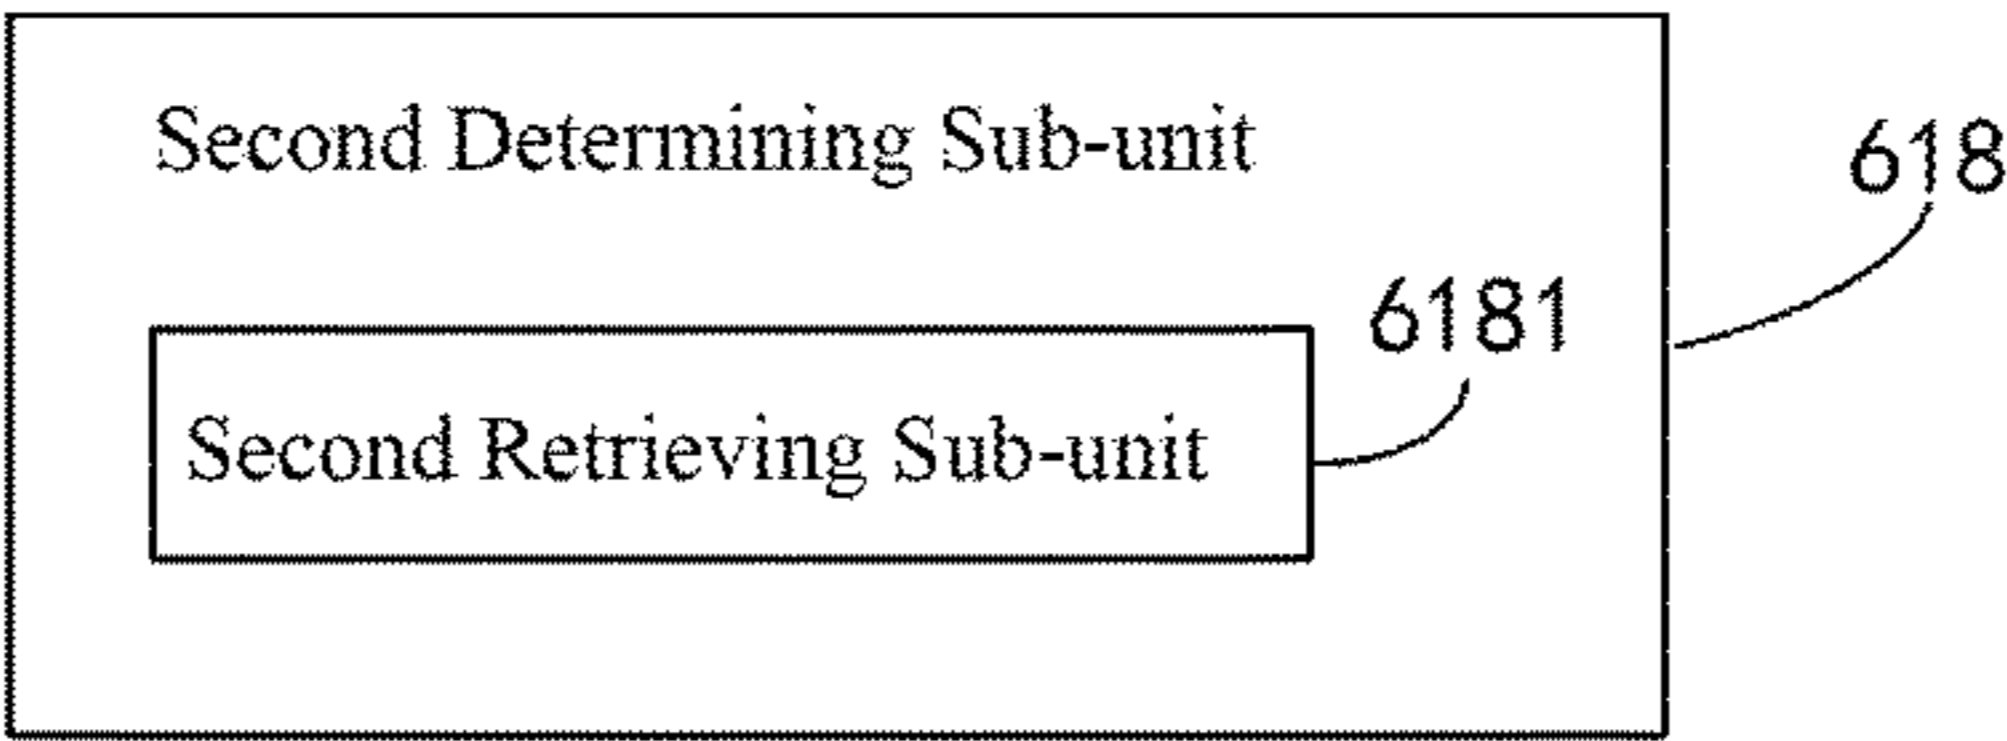 Second Determining Sub-unit
618
6181
Second Retrieving Sub-unit